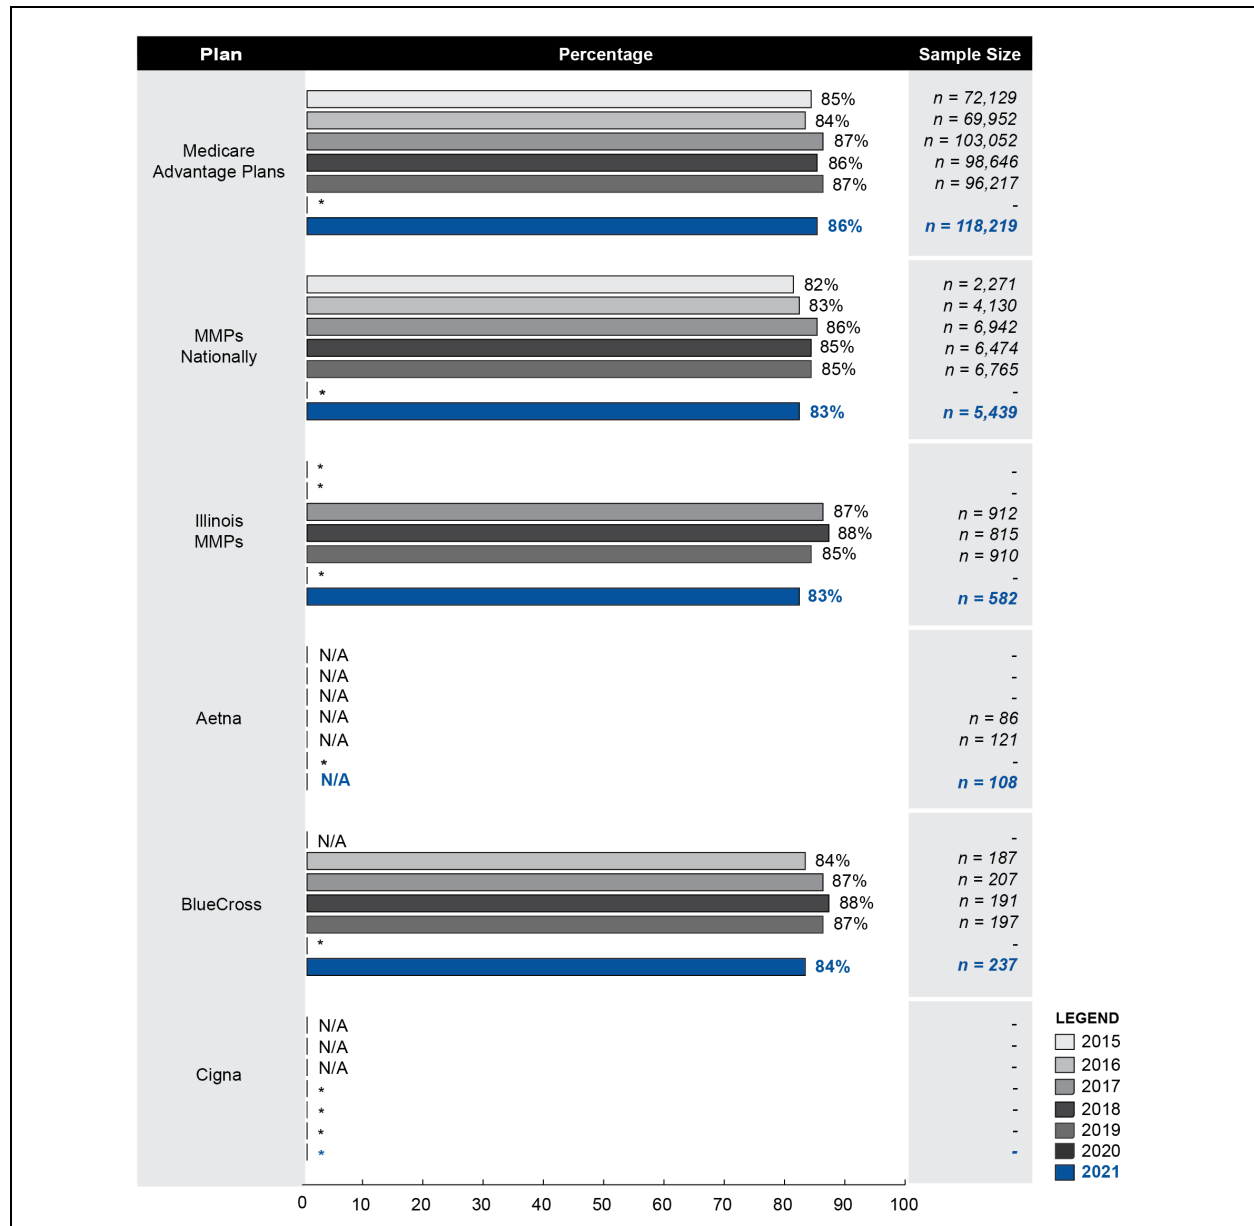 Plan Percentage Sample Size
85% n = 72,129
84% n = 69,952
87% n = 103,052
Medicare
Advantage Plans
86% n = 98,646
87% n = 96,217
* -
86% n = 118,219
82% n = 2,271
83% n = 4,130
86% n = 6,942
MMPs
Nationally
85% n = 6,474
85% n = 6,765
* -
83% n = 5,439
* -
* -
87% n = 912
Illinois
MMPs
88% n = 815
85% n = 910
* -
83% n = 582
N/A -
N/A -
N/A -
Aetna N/A n = 86
N/A n = 121
* -
N/A n = 108
N/A -
84% n = 187
87% n = 207
BlueCross 88% n = 191
87% n = 197
* -
84% n = 237
N/A -
N/A -
N/A -
Cigna
* -
* -
* -
* -
LEGEND
2015
2016
2017
2018
2019
2020
2021
0 10 20 30 40 50 60 70 80 90 100